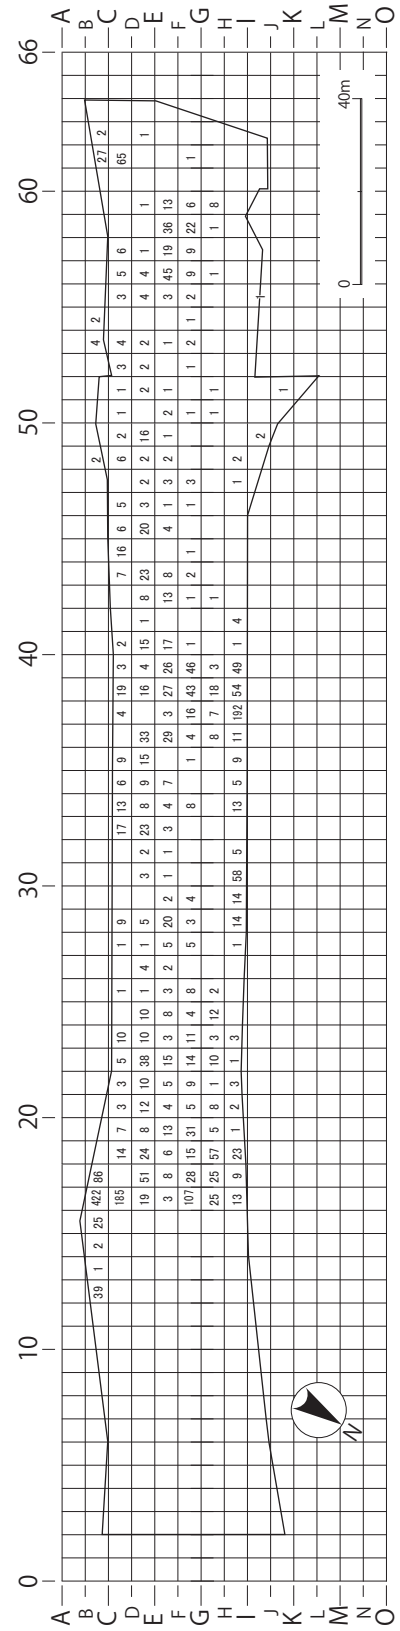 0 10 20 30 40 50 60 66
A A
B B
39 1 2 25 422 86 2 4 2 27 2
C C
185 14 7 3 3 5 10 1 1 9 17 13 6 9 4 19 3 2 7 16 6 5 6 2 1 1 3 4 3 5 6 65
D D
19 51 24 8 12 10 38 10 10 1 4 1 5 3 2 23 8 9 15 33 16 4 15 1 8 23 20 3 2 2 16 2 2 2 4 4 1 1 1
E E
3 8 6 13 4 5 15 3 8 3 2 5 20 2 1 1 3 4 7 29 3 27 26 17 13 8 4 1 3 2 1 2 1 1 3 45 19 36 13
F F
107 28 15 31 5 9 14 11 4 8 5 3 4 8 1 4 16 43 46 1 1 2 1 1 3 1 1 1 2 1 2 9 9 22 6 1
G G
25 25 57 5 8 1 10 3 12 2 8 7 18 3 1 1 1 1 1 8
H H
13 9 23 1 2 3 1 3 1 14 14 58 5 13 5 9 11 192 54 49 1 4 1 2
I I
2 1
J J
1
K K
L L
M M
N N
O O
N
0 40m